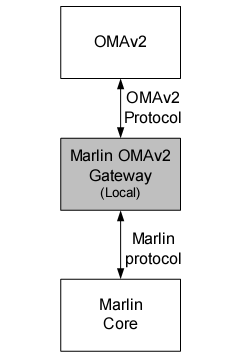 OMAv2
OMAv2
Protocol
Marlin OMAv2
Gateway
(Local)
Marlin
protocol
Marlin
Core